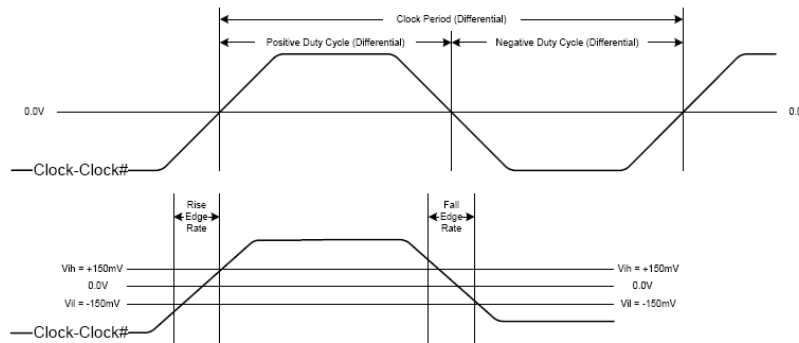 Clock Period (Differential)
Positive Duty Cycle (Differential)
Negative Duty Cycle (Differential)
0.0V
0.0
Clock-Clock#
Rise
Edge
Rate
Fall
Edge
Rate
Vih = +150mV
Vih = +150mV
0.0V
0.0V
Vil = -150mV
Vil = -150mV
Clock-Clock#